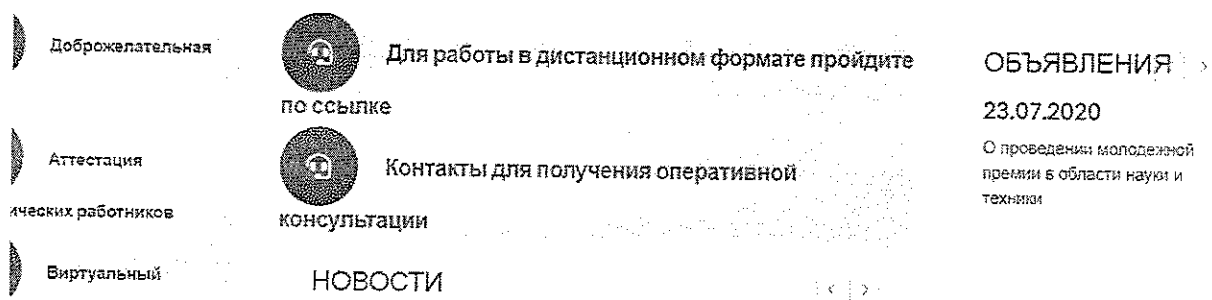 Доброжелательная
Аттестация
ических работников
Виртуальный
Для работы в дистанционном формате пройдите
по ссылке
Контакты для получения оперативной
консультации
НОВОСТИ
ОБЪЯВЛЕНИЯ
23.07.2020
О проведении молодежной
премии в области науки и
техники